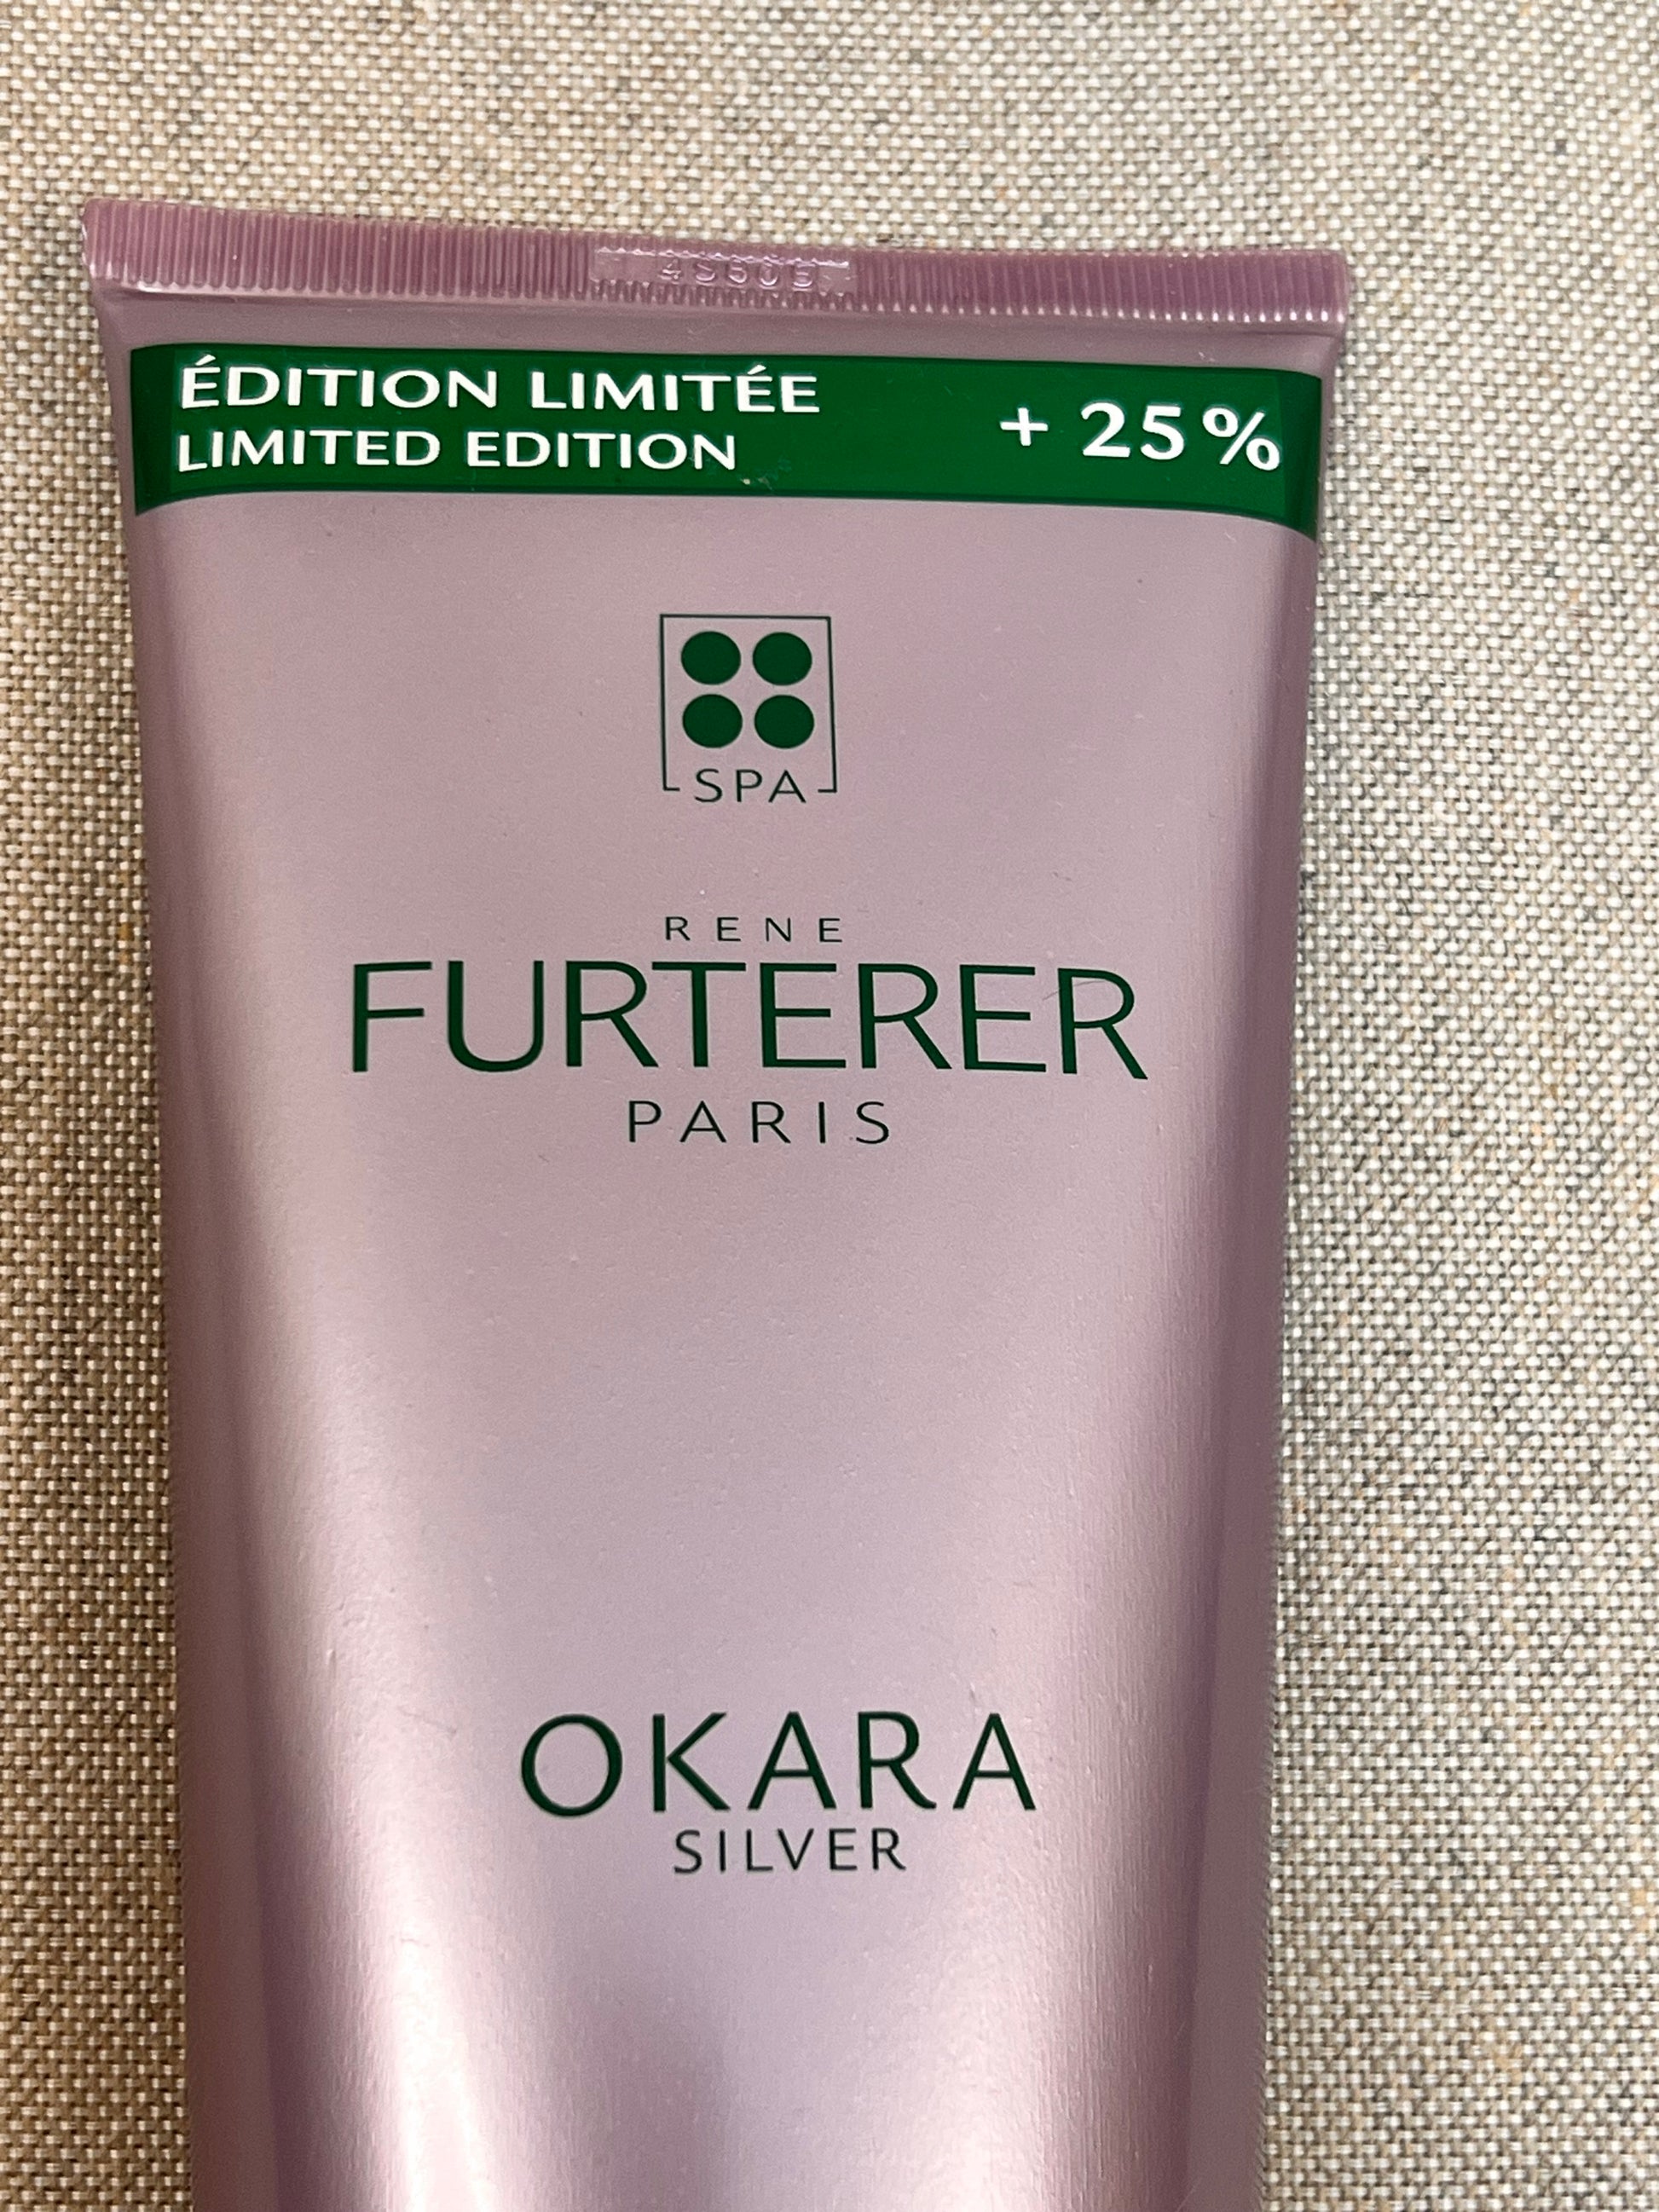 ÉDITION LIMITÉE
LIMITED EDITION
+ 25 %
SPA
RENE
FURTERER
PARIS
OKARA
SILVER